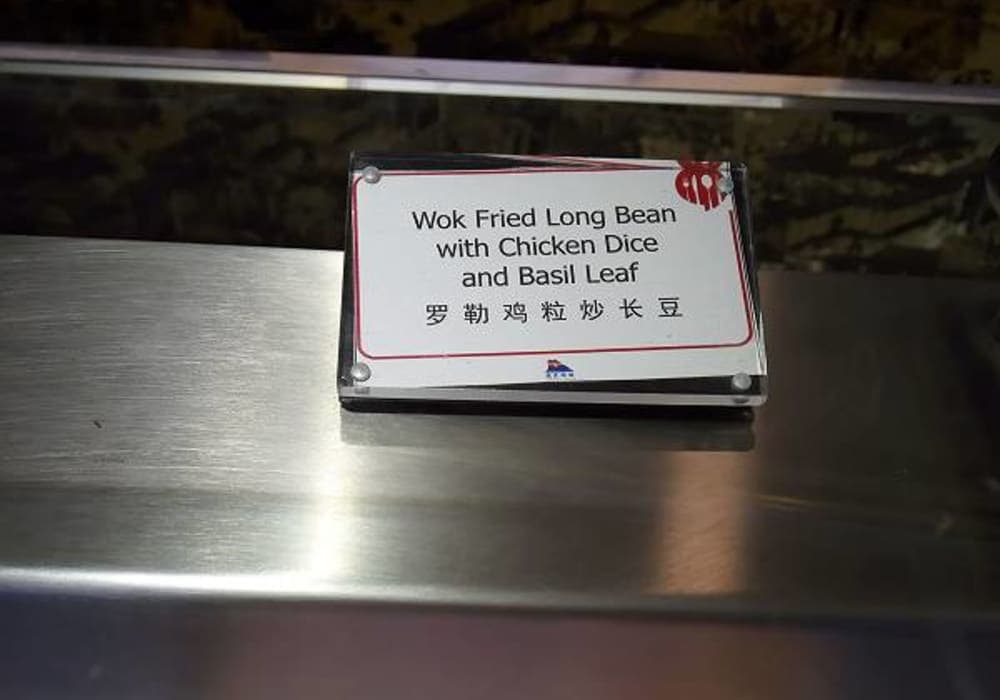 Wok Fried Long Bean
with Chicken Dice
and Basil Leaf
罗勒鸡粒炒长豆